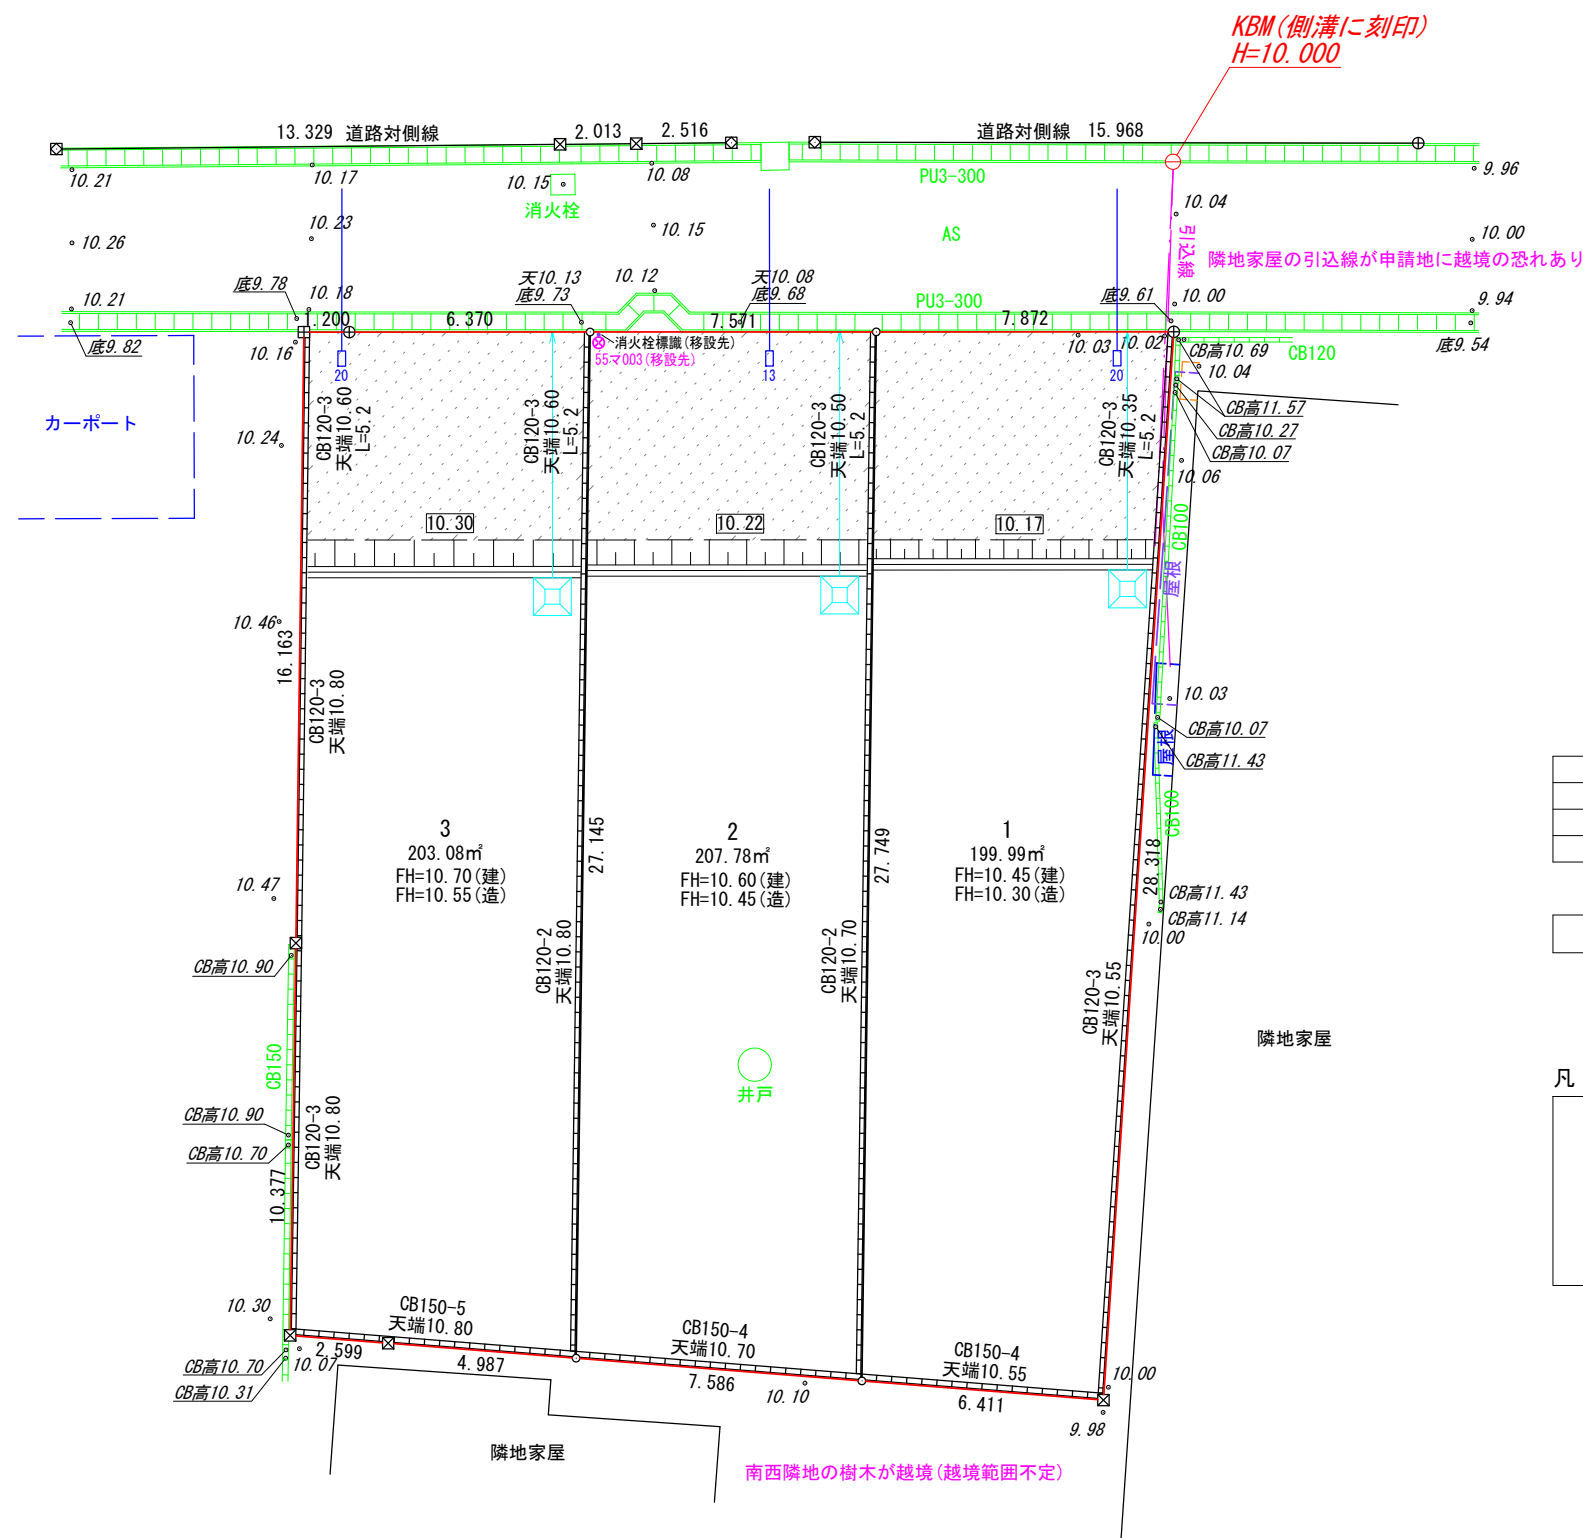 KBM(側溝に刻印)
H=10.000
13.329 道路対側線
2.013
2.516
道路対側線 15.968
10.21
10.17
10.15
消火栓
10.08
PU3-300
9.96
10.26
10.23
10.15
AS
10.04
引込線
10.00
隣地家屋の引込線が申請地に越境の恐れあり
10.21
底9.78
10.18
天10.13
底9.73
10.12
天10.08
底9.68
PU3-300
底9.61
10.00
9.94
底9.82
1.200
6.370
7.571
7.872
10.16
消火栓標識(移設先)
55マ003(移設先)
10.03
10.02
CB高10.69
CB120
底9.54
20
13
20
10.04
カーポート
10.24
CB120-3
天端10.60
L=5.2
CB120-3
天端10.60
L=5.2
CB120-3
天端10.50
L=5.2
CB120-3
天端10.35
L=5.2
CB高11.57
CB高10.27
CB高10.07
10.06
10.30
10.22
10.17
CB100
屋根
10.46
16.163
CB120-3
天端10.80
10.03
CB高10.07
屋根
CB高11.43
CB100
3
203.08㎡
FH=10.70(建)
FH=10.55(造)
27.145
2
207.78㎡
FH=10.60(建)
FH=10.45(造)
27.749
1
199.99㎡
FH=10.45(建)
FH=10.30(造)
28.318
10.47
CB高11.43
CB高11.14
10.00
CB高10.90
CB120-2
天端10.80
CB120-2
天端10.70
CB120-3
天端10.55
隣地家屋
CB150
井戸
凡
CB高10.90
CB高10.70
CB120-3
天端10.80
10.377
10.30
CB150-5
天端10.80
CB150-4
天端10.70
CB150-4
天端10.55
CB高10.70
10.07
CB高10.31
2.599
4.987
7.586
10.10
6.411
10.00
9.98
隣地家屋
南西隣地の樹木が越境(越境範囲不定)